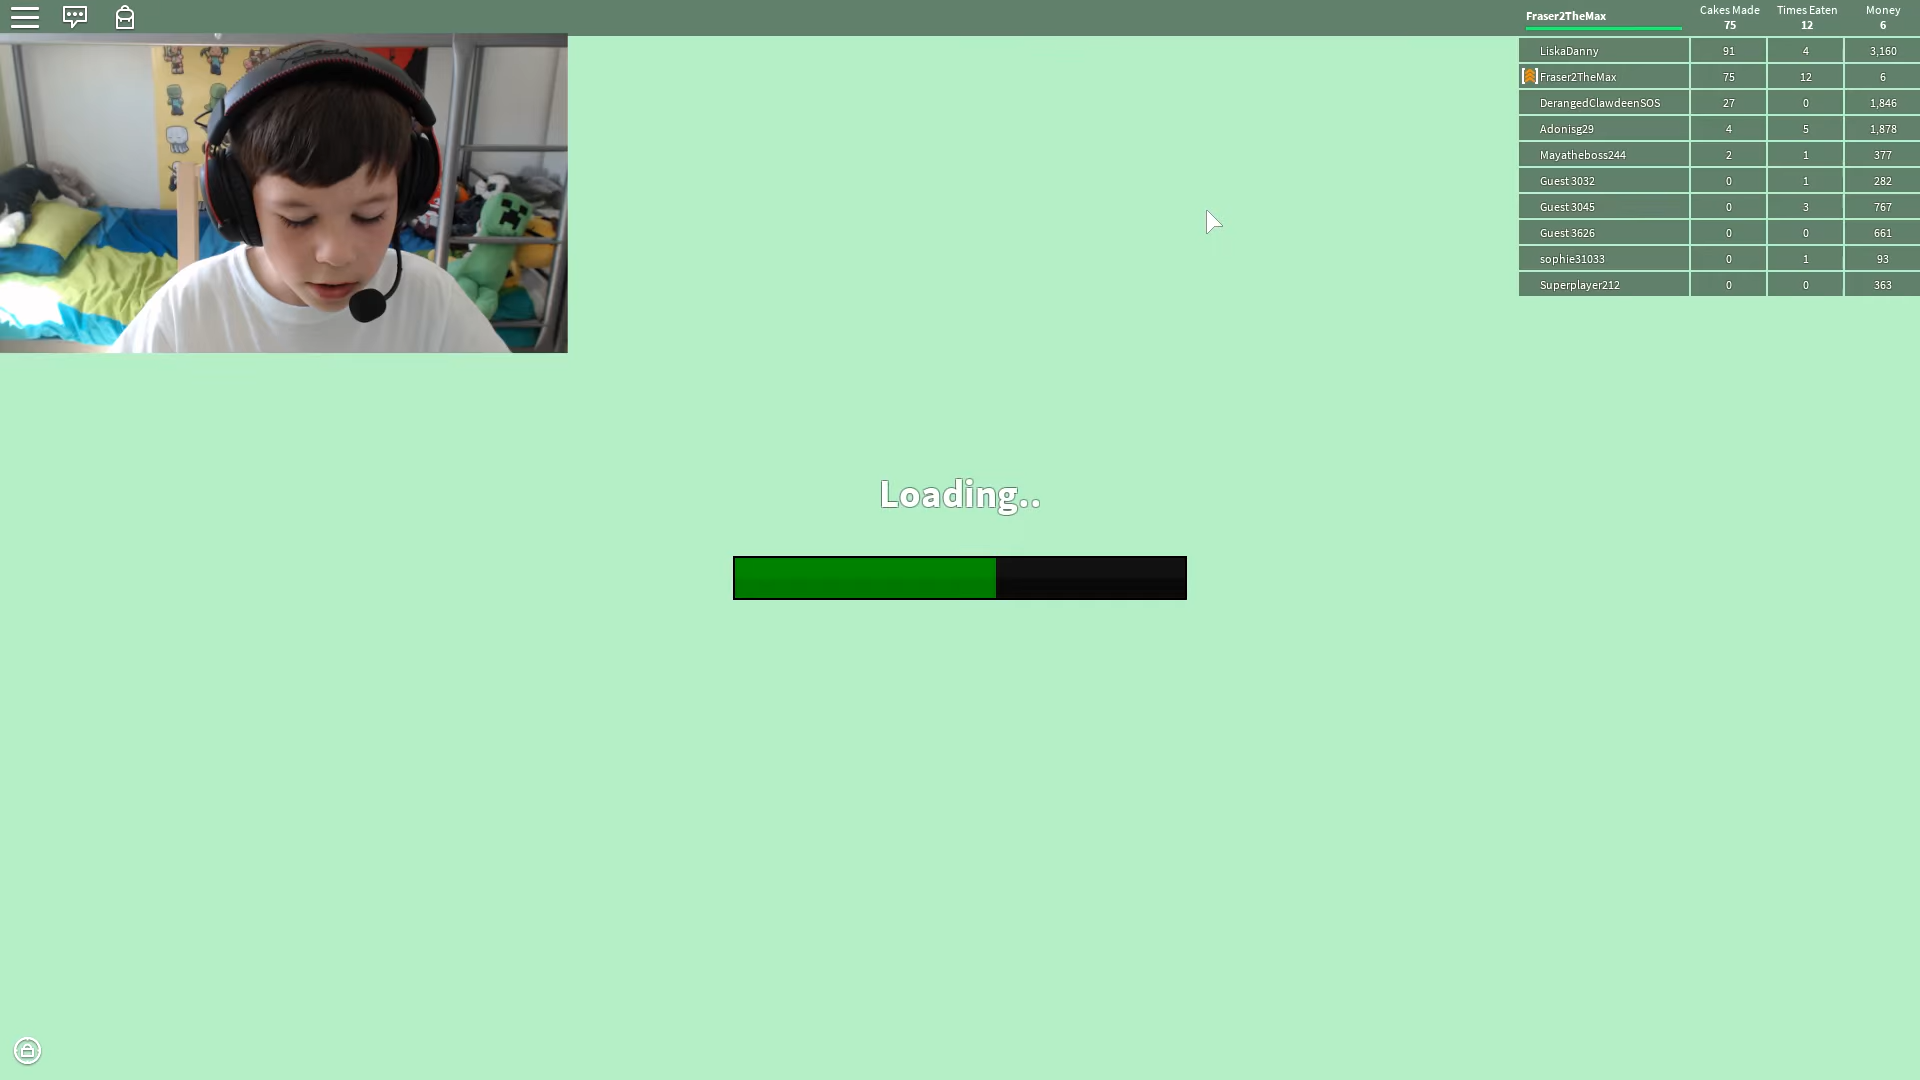 Fraser2TheMax Cakes Made Times Eaten Money
75 12 6
LiskaDanny 91 4 3,160
Fraser2TheMax 75 12 6
DerangedClawdeenSOS 27 0 1,846
Adonisg29 4 5 1,878
Mayatheboss244 2 1 377
Guest 3032 0 1 282
Guest 3045 0 3 767
Guest 3626 0 0 661
sophie31033 0 1 93
Superplayer212 0 0 363
Loading..